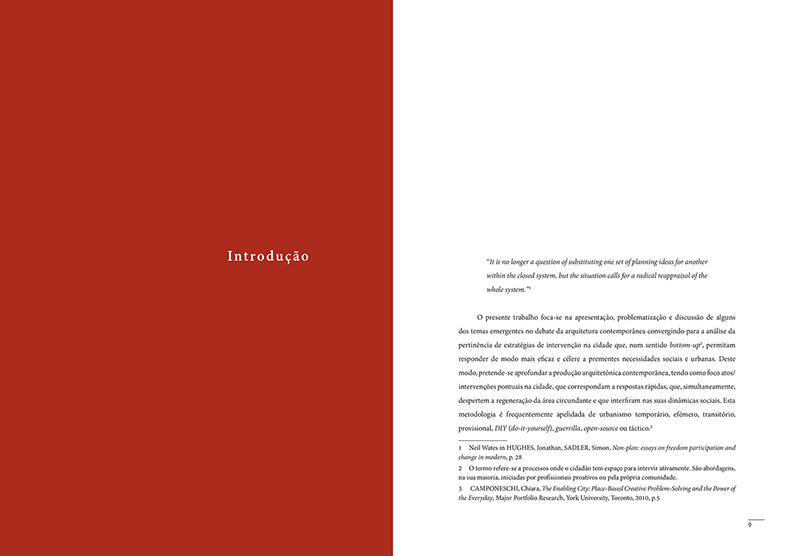 Introdução
“It is no longer a question of substituting one set of planning ideas for another
within the closed system, but the situation calls for a radical reappraisal of the
whole system.”¹
O presente trabalho foca-se na apresentação, problematização e discussão de alguns
dos temas emergentes no debate da arquitetura contemporânea convergindo para a análise da
pertinência de estratégias de intervenção na cidade que, num sentido bottom-up², permitam
responder de modo mais eficaz e célere a prementes necessidades sociais e urbanas. Deste
modo, pretende-se aprofundar a produção arquitetónica contemporânea, tendo como foco atos/
intervenções pontuais na cidade, que correspondam a respostas rápidas, que, simultaneamente,
despertem a regeneração da área circundante e que interfiram nas suas dinâmicas sociais. Esta
metodologia é frequentemente apelidada de urbanismo temporário, efémero, transitório,
provisional, DIY (do-it-yourself), guerrilla, open-source ou táctico.³
1 Neil Wates in HUGHES, Jonathan, SADLER, Simon, Non-plan: essays on freedom participation and
change in modern, p. 28
2 O termo refere-se a processos onde o cidadão tem espaço para intervir ativamente. São abordagens,
na sua maioria, iniciadas por profissionais proativos ou pela própria comunidade.
3 CAMPONESCHI, Chiara, The Enabling City: Place-Based Creative Problem-Solving and the Power of
the Everyday, Major Portfolio Research, York University, Toronto, 2010, p.5
9